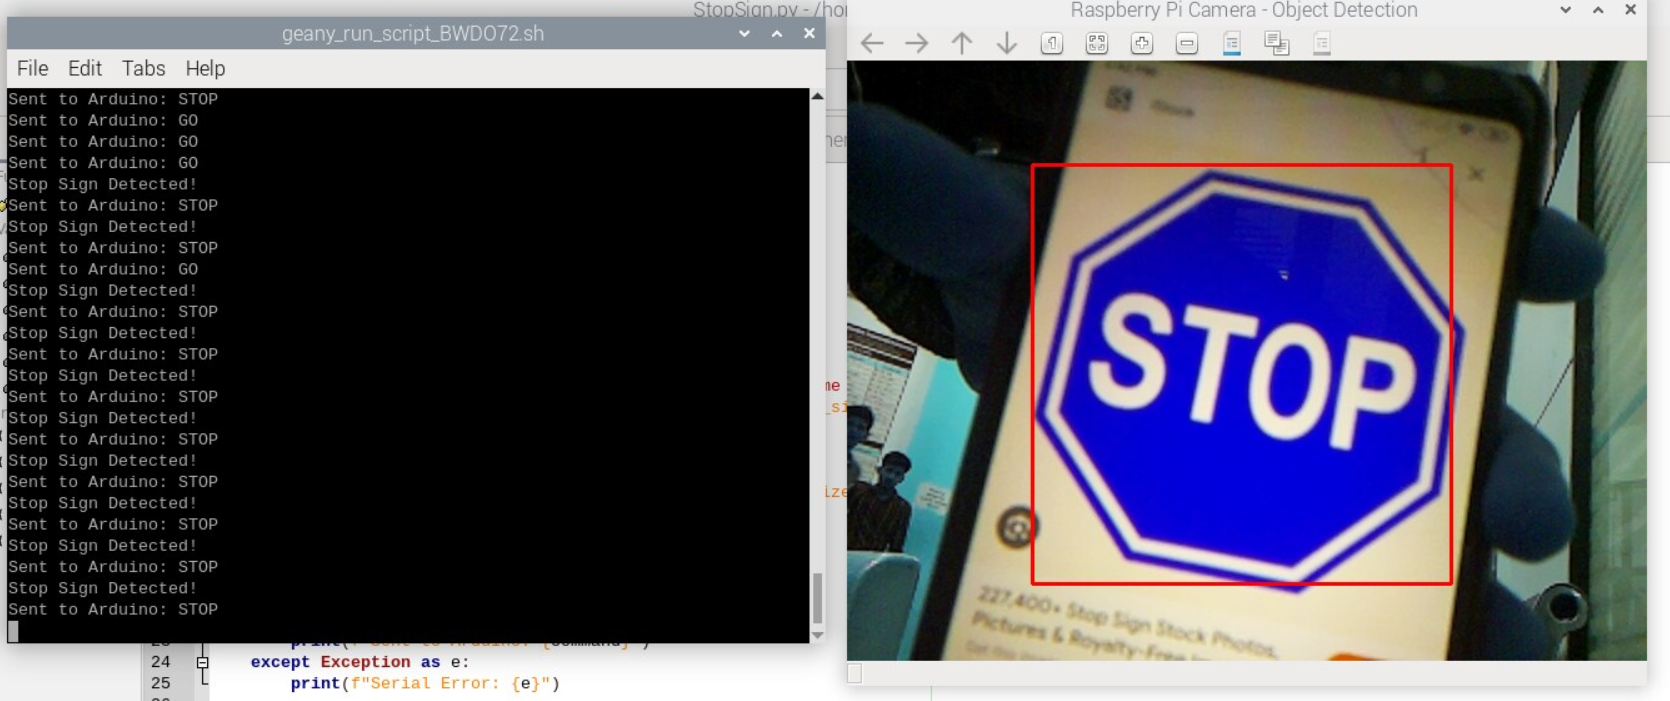 StopSign.py - /ho
geany_run_script_BWDO72.sh
File Edit Tabs Help
Sent to Arduino: STOP
Sent to Arduino: GO
Sent to Arduino: GO
Sent to Arduino: GO
Stop Sign Detected!
Sent to Arduino: STOP
Stop Sign Detected!
Sent to Arduino: STOP
Sent to Arduino: GO
Stop Sign Detected!
Sent to Arduino: STOP
Stop Sign Detected!
Sent to Arduino: STOP
Stop Sign Detected!
Sent to Arduino: STOP
Stop Sign Detected!
Sent to Arduino: STOP
Stop Sign Detected!
Sent to Arduino: STOP
Stop Sign Detected!
Sent to Arduino: STOP
Stop Sign Detected!
Sent to Arduino: STOP
Stop Sign Detected!
Sent to Arduino: STOP
24 except Exception as e:
25 print(f"Serial Error: {e}")
Raspberry Pi Camera - Object Detection
STOP
227,400+ Stop Sign Stock Photos,
Pictures & Royalty-Free